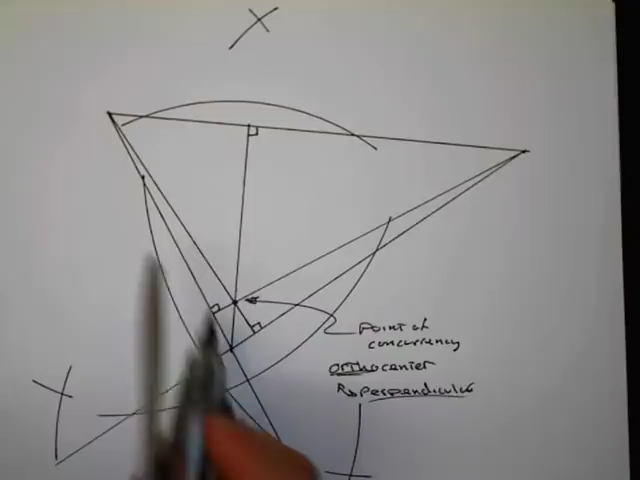 Point of
concurrency
orthocenter
↳ perpendicular